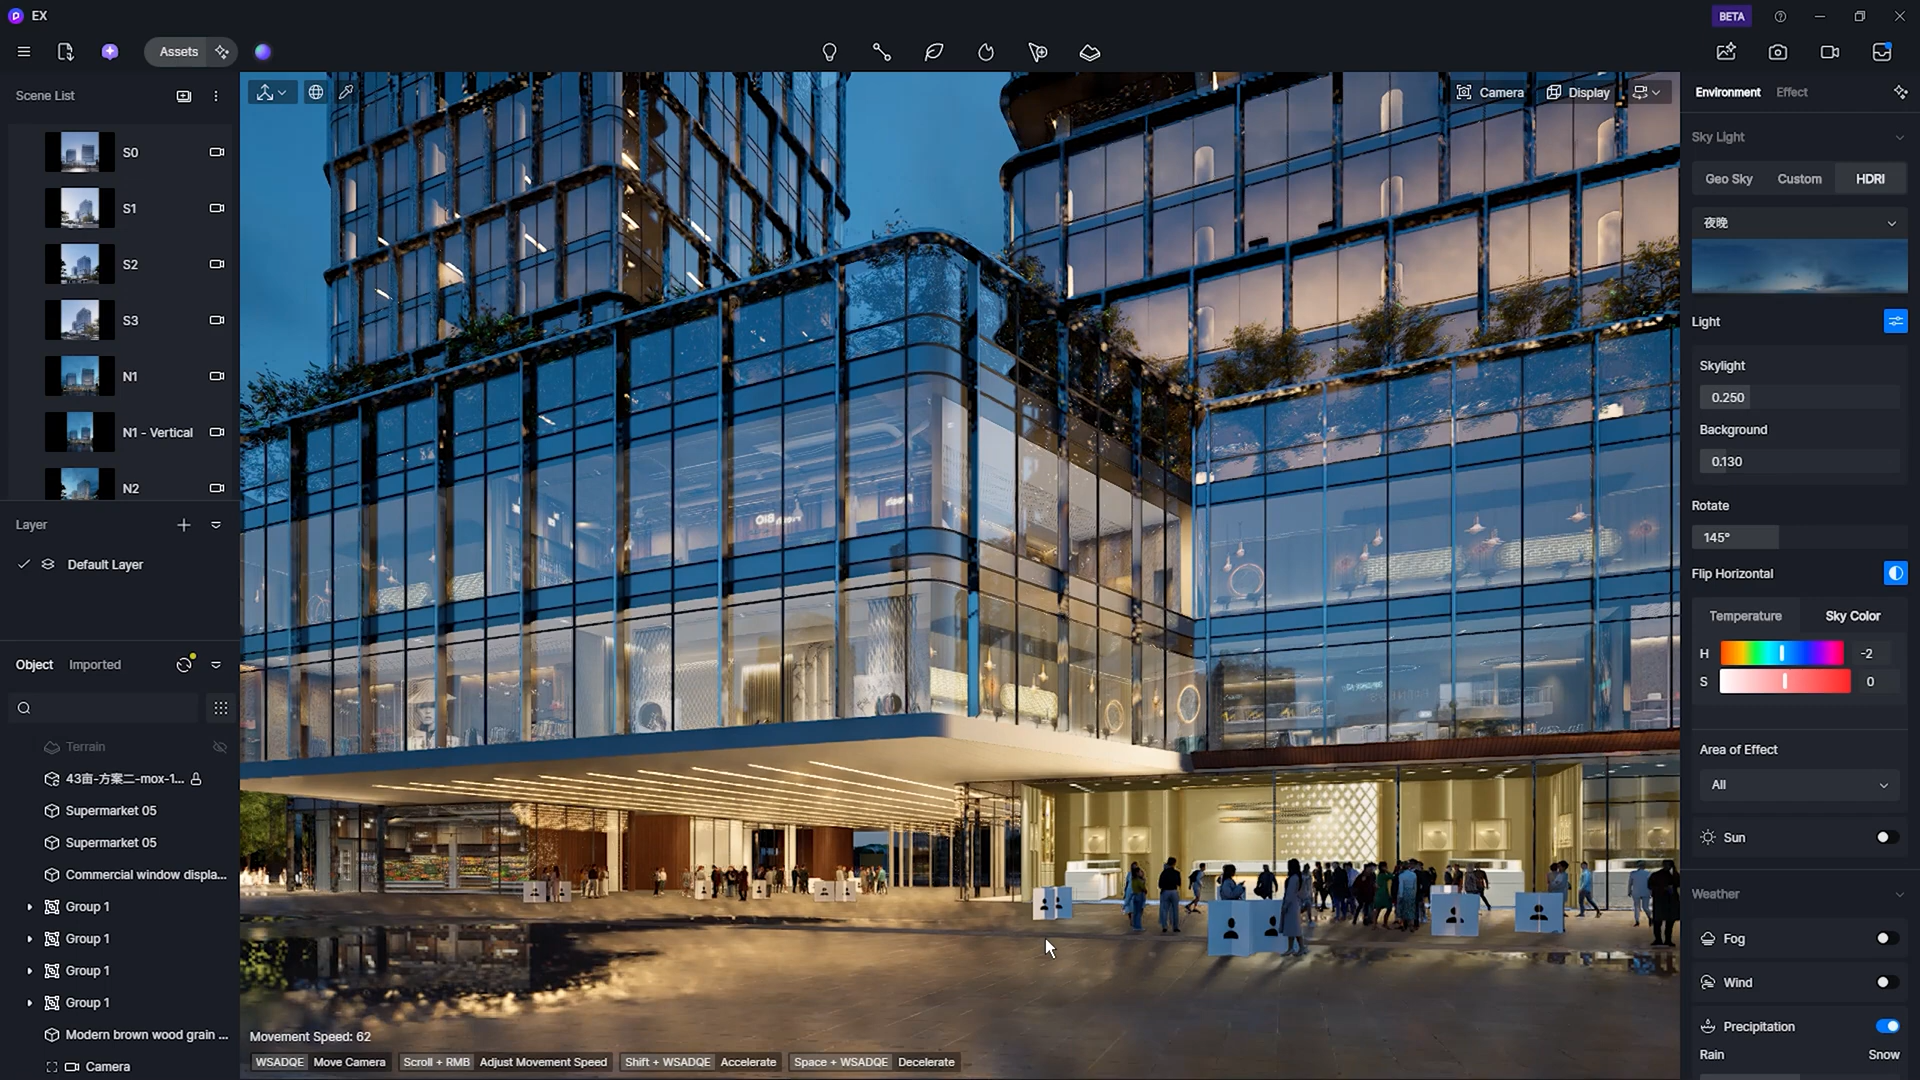 EX
BETA
Assets
Scene List
S0
S1
S2
S3
N1
N1 - Vertical
N2
Layer
Default Layer
Object
Imported
Terrain
43亩-方案二-mox-1...
Supermarket 05
Supermarket 05
Commercial window displa...
Group 1
Group 1
Group 1
Group 1
Modern brown wood grain ...
Camera
Camera
Display
Movement Speed: 62
WSADQE Move Camera Scroll + RMB Adjust Movement Speed Shift + WSADQE Accelerate Space + WSADQE Decelerate
Environment
Effect
Sky Light
Geo Sky
Custom
HDRI
夜晚
Light
Skylight
0.250
Background
0.130
Rotate
145°
Flip Horizontal
Temperature
Sky Color
H
-2
S
0
Area of Effect
All
Sun
Weather
Fog
Wind
Precipitation
Rain
Snow